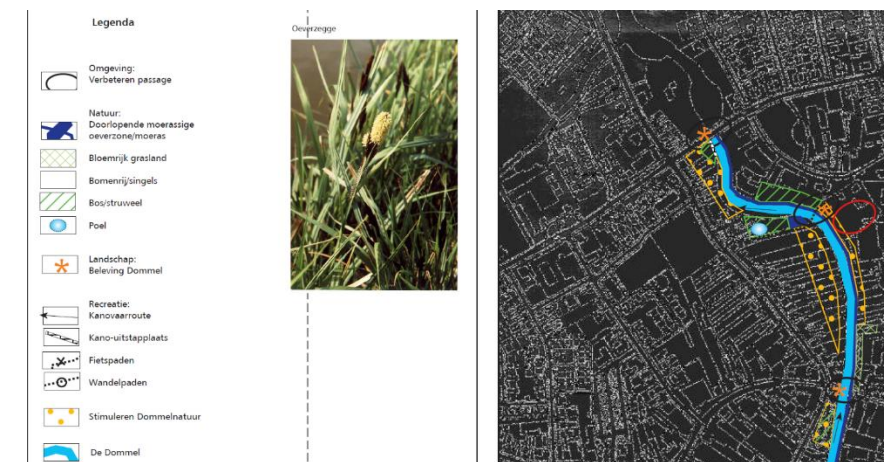 Legenda
Oeverzegge
Omgeving:
Verbeteren passage
Natuur:
Doorlopende moerassige
oeverzone/moeras
Bloemrijk grasland
Bomenrij/singels
Bos/struweel
Poel
Landschap:
Beleving Dommel
Recreatie:
Kanovaarroute
Kano-uitstapplaats
Fietspaden
Wandelpaden
Stimuleren Dommelnatuur
De Dommel